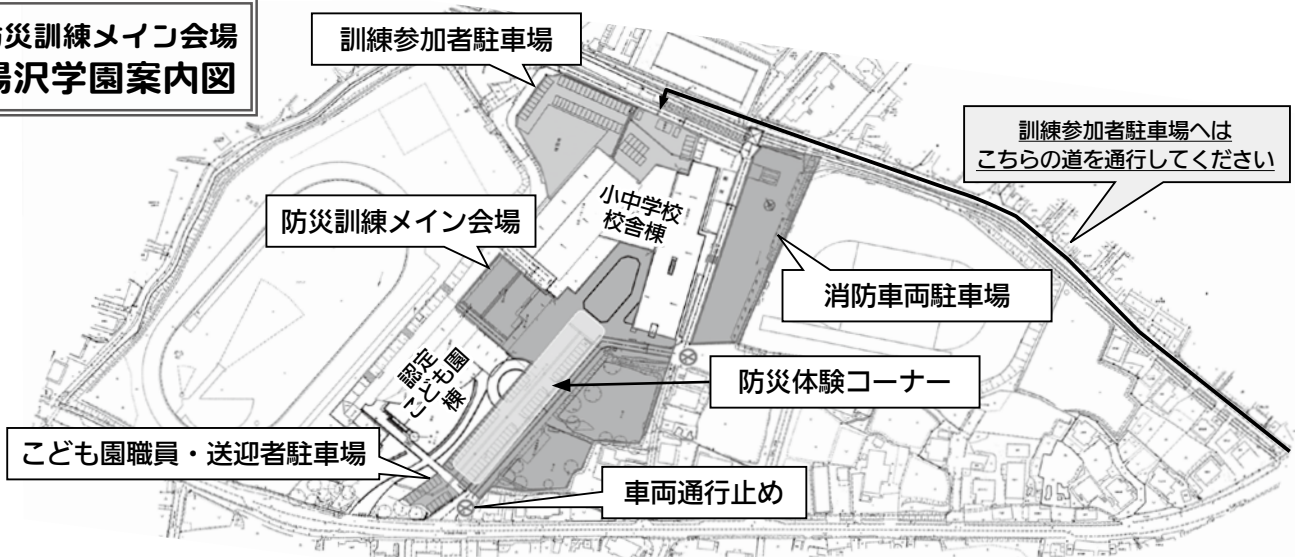 災訓練メイン会場
湯沢学園案内図
訓練参加者駐車場
訓練参加者駐車場へは
こちらの道を通行してください
小中学校
校舎棟
防災訓練メイン会場
消防車両駐車場
認定
こども園
棟
防災体験コーナー
こども園職員・送迎者駐車場
車両通行止め